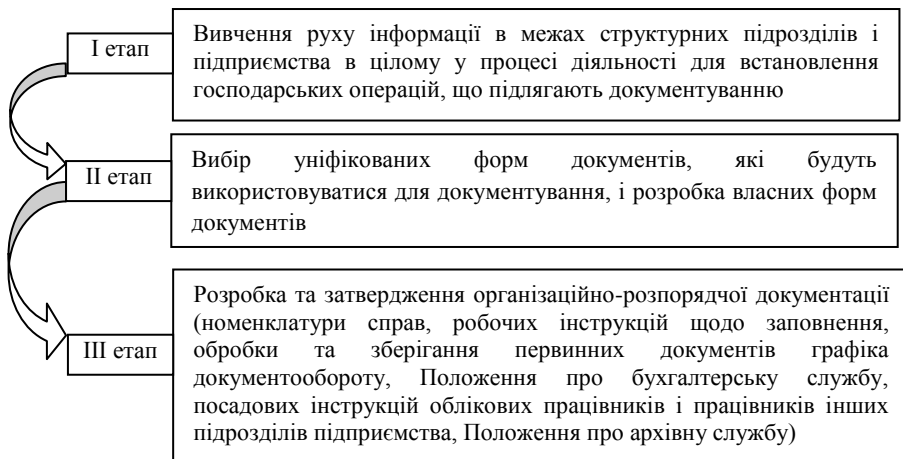 І етап
Вивчення руху інформації в межах структурних підрозділів і
підприємства в цілому у процесі діяльності для встановлення
господарських операцій, що підлягають документуванню
ІІ етап
Вибір уніфікованих форм документів, які будуть
використовуватися для документування, і розробка власних форм
документів
ІІІ етап
Розробка та затвердження організаційно-розпорядчої документації
(номенклатури справ, робочих інструкцій щодо заповнення,
обробки та зберігання первинних документів графіка
документообороту, Положення про бухгалтерську службу,
посадових інструкцій облікових працівників і працівників інших
підрозділів підприємства, Положення про архівну службу)